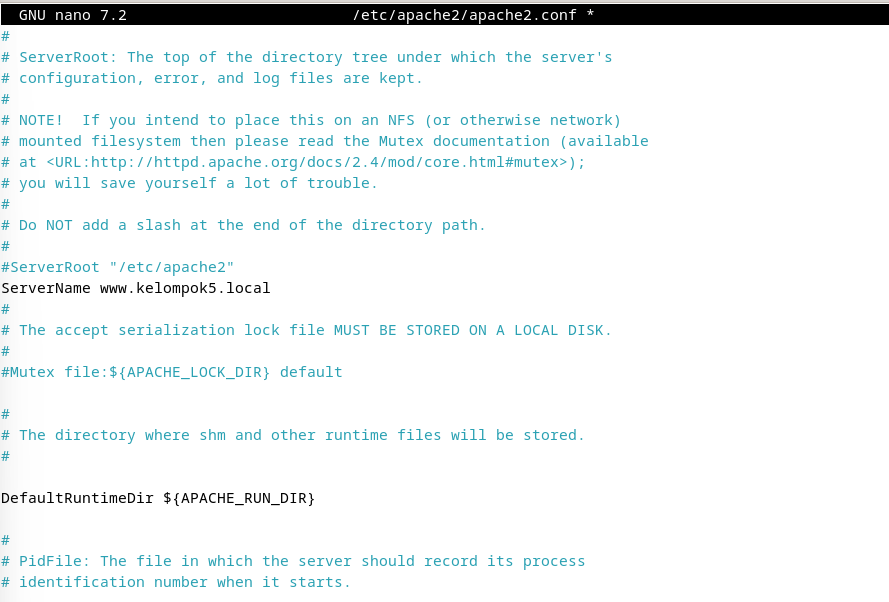 GNU nano 7.2 /etc/apache2/apache2.conf *
#
# ServerRoot: The top of the directory tree under which the server's
# configuration, error, and log files are kept.
#
# NOTE!  If you intend to place this on an NFS (or otherwise network)
# mounted filesystem then please read the Mutex documentation (available
# at <URL:http://httpd.apache.org/docs/2.4/mod/core.html#mutex>);
# you will save yourself a lot of trouble.
#
# Do NOT add a slash at the end of the directory path.
#
#ServerRoot "/etc/apache2"
ServerName www.kelompok5.local
#
# The accept serialization lock file MUST BE STORED ON A LOCAL DISK.
#
#Mutex file:${APACHE_LOCK_DIR} default
#
# The directory where shm and other runtime files will be stored.
#
DefaultRuntimeDir ${APACHE_RUN_DIR}
#
# PidFile: The file in which the server should record its process
# identification number when it starts.